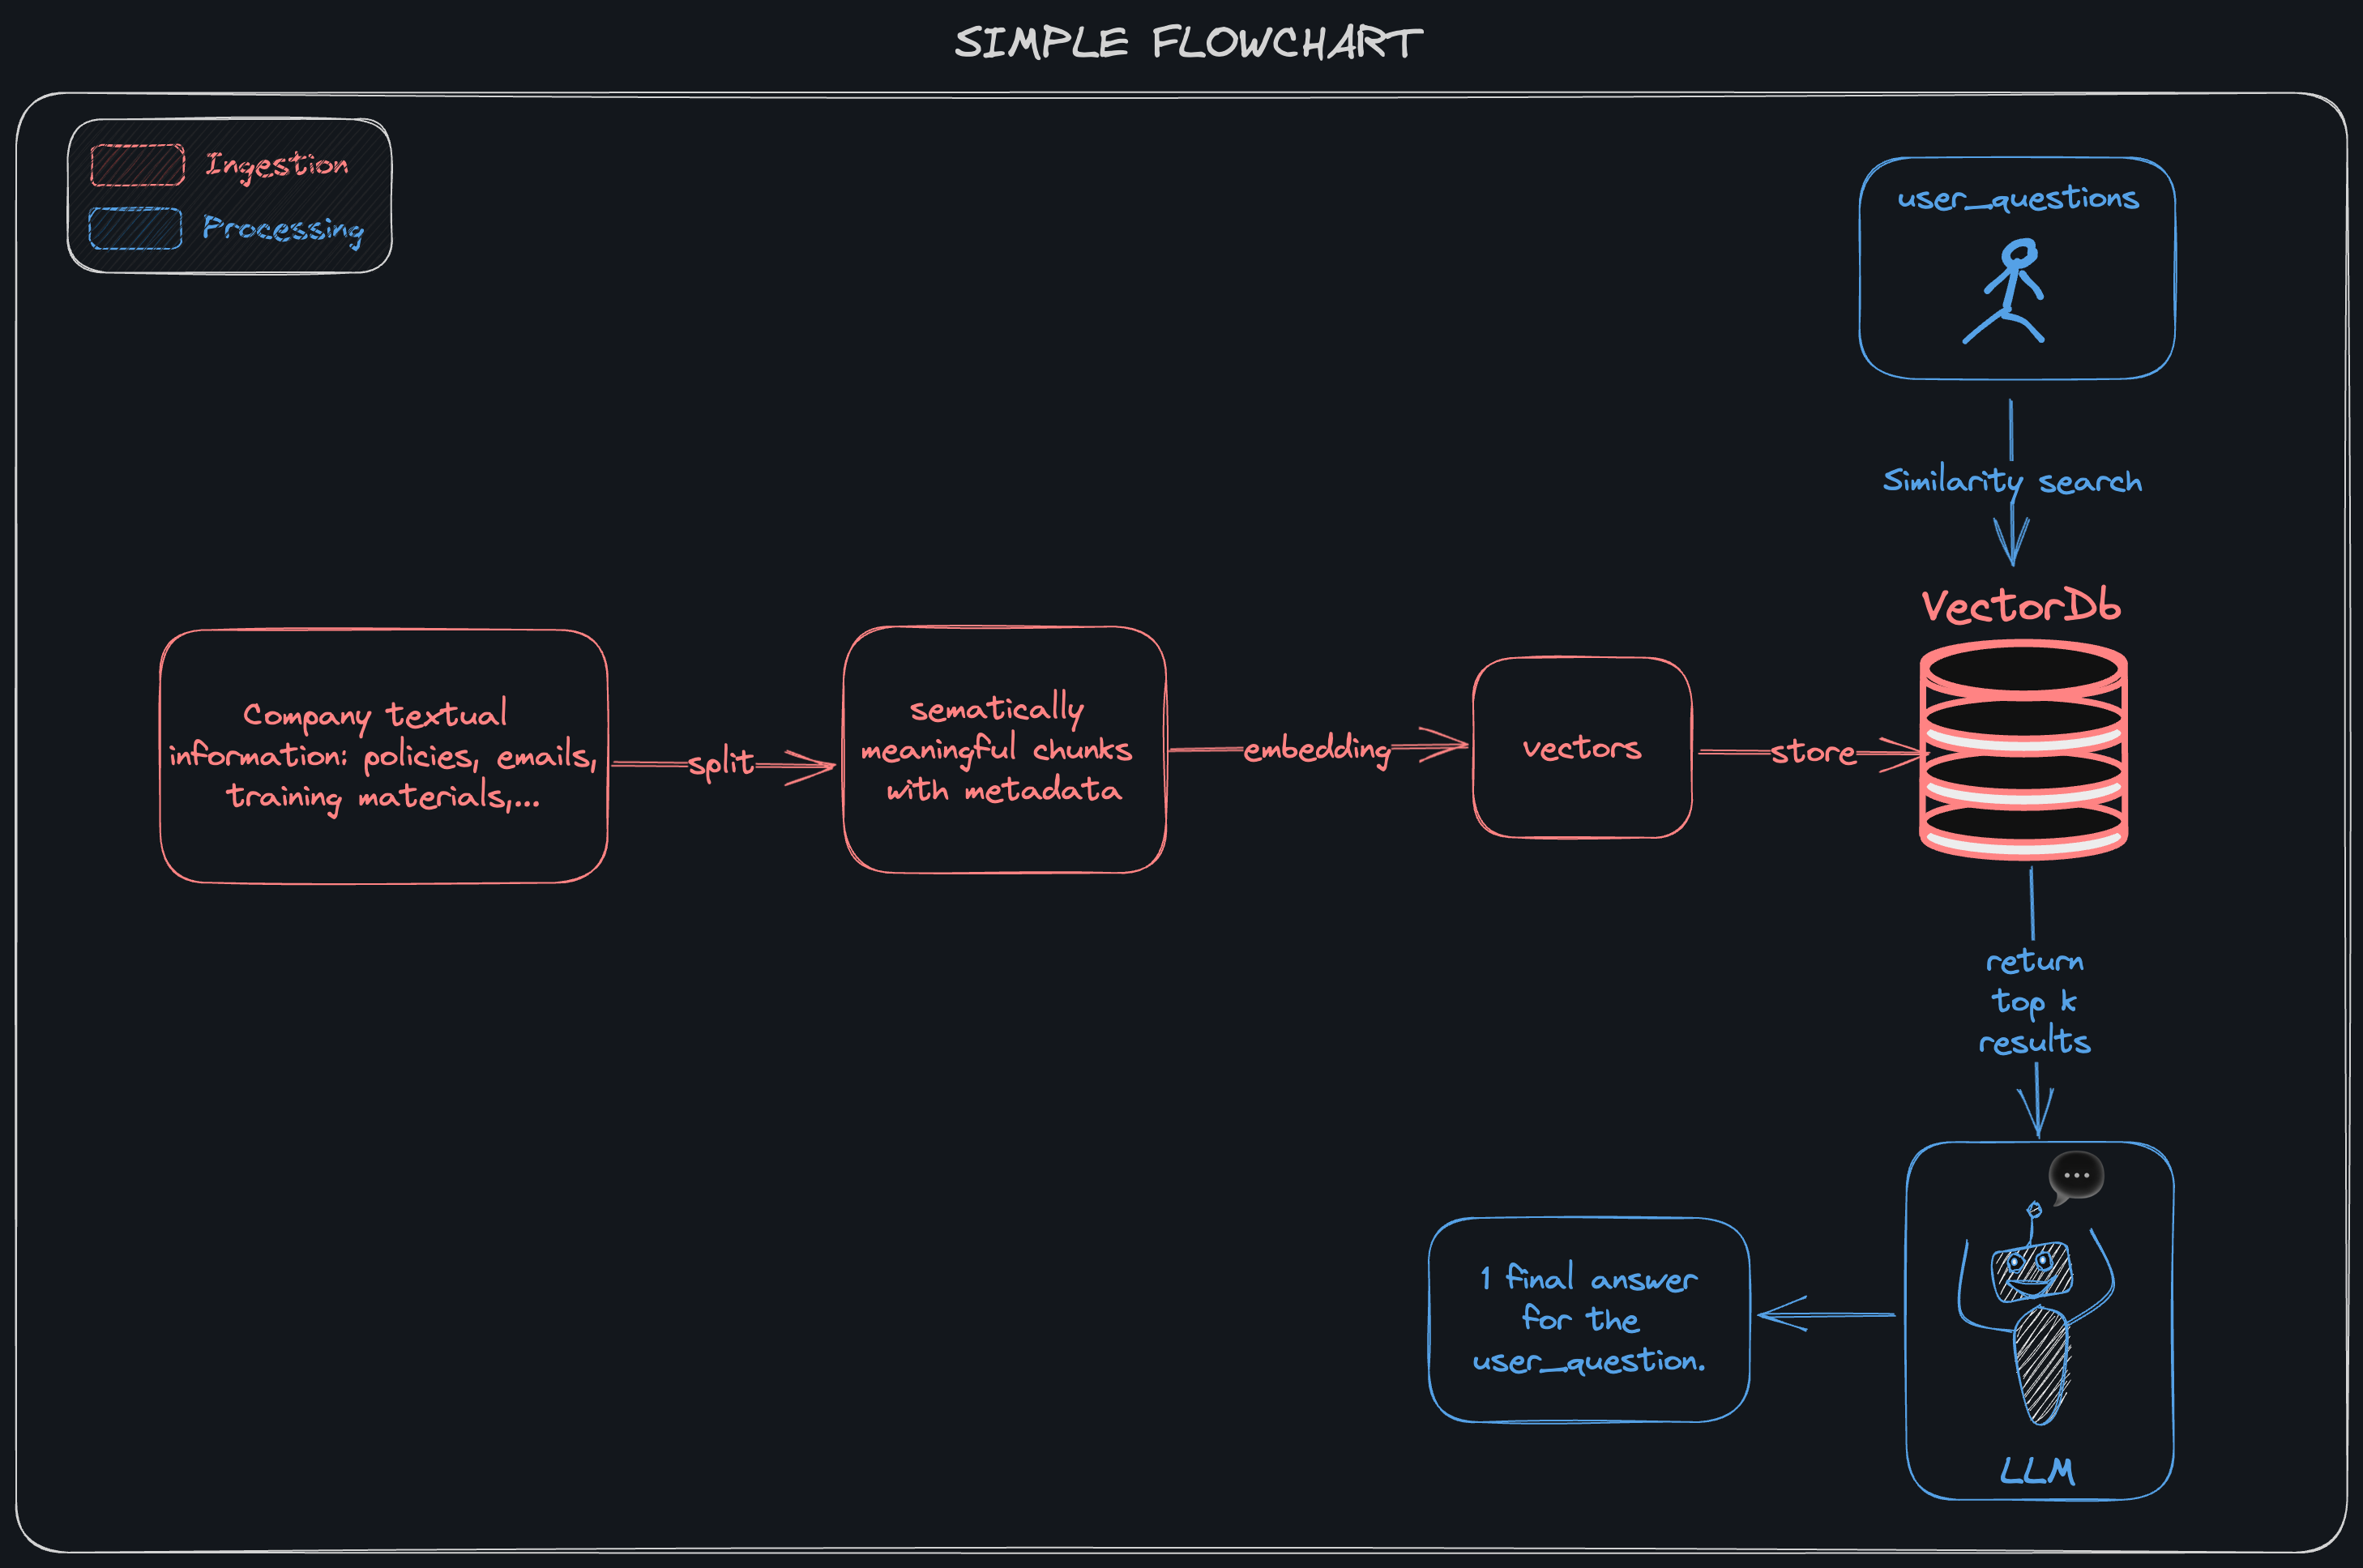 SIMPLE FLOWCHART
Ingestion
Processing
user_questions
Similarity search
VectorDb
Company textual
information: policies, emails,
training materials,...
split
sematically
meaningful chunks
with metadata
embedding
vectors
store
return
top k
results
1 final answer
for the
user_question.
LLM